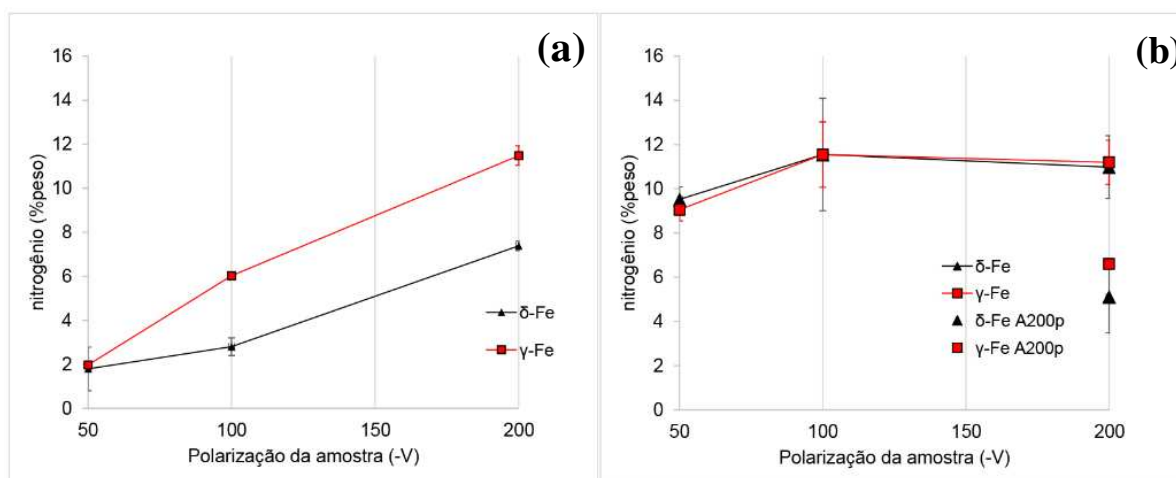 (a)
16
14
12
10
8
6
4
2
0
nitrogênio (%peso)
50 100 150 200
Polarização da amostra (-V)
δ-Fe
γ-Fe
(b)
16
14
12
10
8
6
4
2
0
nitrogênio (%peso)
50 100 150 200
Polarização da amostra (-V)
δ-Fe
γ-Fe
δ-Fe A200p
γ-Fe A200p